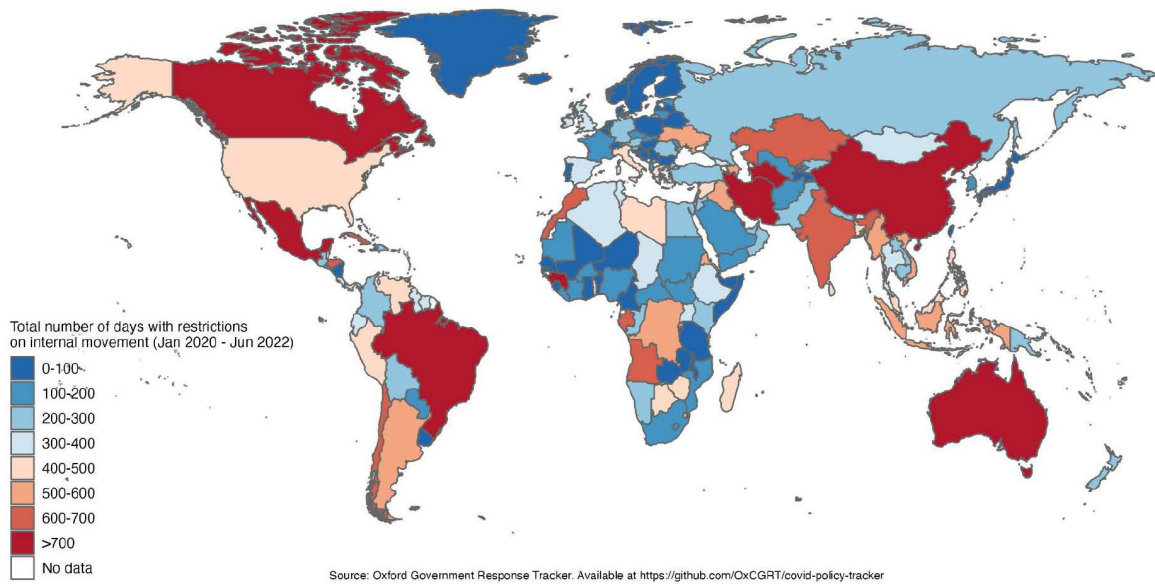 Total number of days with restrictions
on internal movement (Jan 2020 - Jun 2022)
0-100
100-200
200-300
300-400
400-500
500-600
600-700
>700
No data
Source: Oxford Government Response Tracker. Available at https://github.com/OxCGRT/covid-policy-tracker